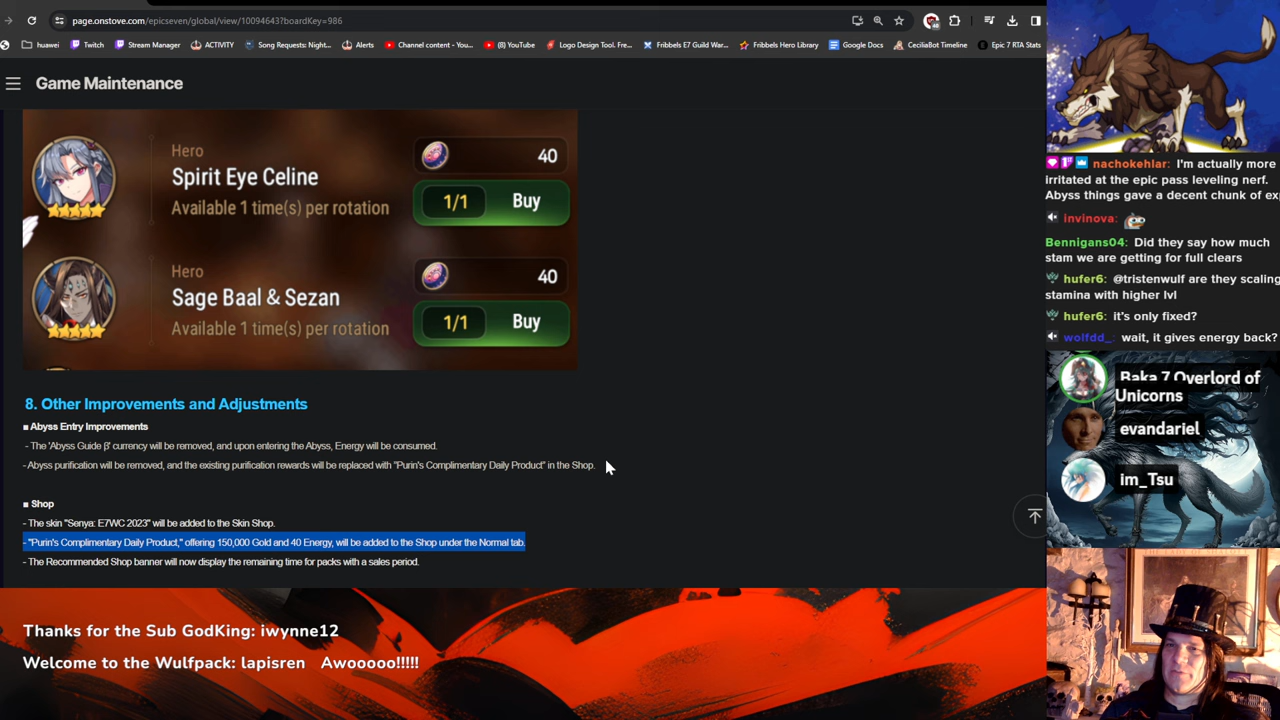 page.onstove.com/epicseven/global/view/10094643?boardKey=986
huawei
Twitch
Stream Manager
ACTIVITY
Song Requests: Night...
Alerts
Channel content - You...
(8) YouTube
Logo Design Tool. Fre...
Fribbels E7 Guild War...
Fribbels Hero Library
Google Docs
CeciliaBot Timeline
Epic 7 RTA Stats
Game Maintenance
Hero
Spirit Eye Celine
Available 1 time(s) per rotation
40
1/1 Buy
Hero
Sage Baal & Sezan
Available 1 time(s) per rotation
40
1/1 Buy
8. Other Improvements and Adjustments
■ Abyss Entry Improvements
- The 'Abyss Guide β' currency will be removed, and upon entering the Abyss, Energy will be consumed.
- Abyss purification will be removed, and the existing purification rewards will be replaced with "Purin's Complimentary Daily Product" in the Shop.
■ Shop
- The skin "Senya: E7WC 2023" will be added to the Skin Shop.
- "Purin's Complimentary Daily Product," offering 150,000 Gold and 40 Energy, will be added to the Shop under the Normal tab.
- The Recommended Shop banner will now display the remaining time for packs with a sales period.
nachokehlar: I'm actually more
irritated at the epic pass leveling nerf.
Abyss things gave a decent chunk of ex
invinova:
Bennigans04: Did they say how much
stam we are getting for full clears
hufer6: @tristenwulf are they scaling
stamina with higher lvl
hufer6: it's only fixed?
wolfdd_: wait, it gives energy back?
Baka 7 Overlord of
Unicorns
evandariel
im_Tsu
Thanks for the Sub GodKing: iwynne12
Welcome to the Wulfpack: lapisren Awooooo!!!!!